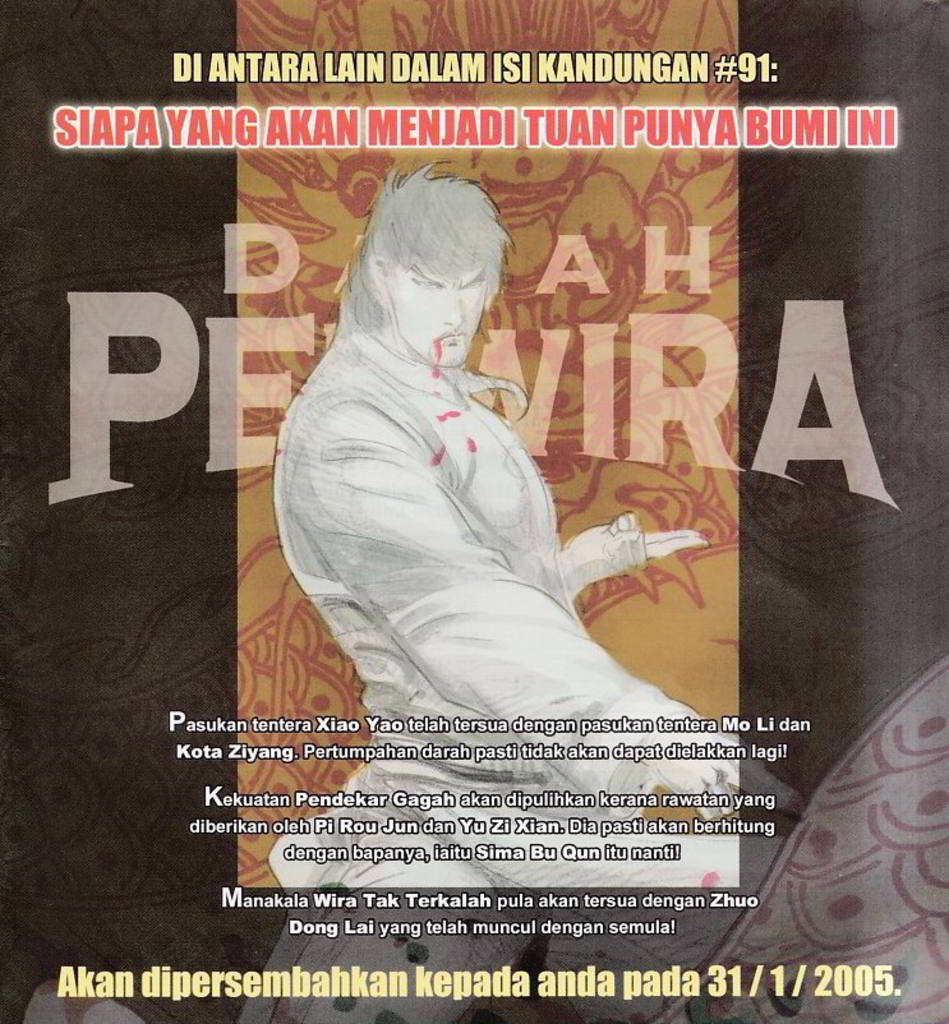 DI ANTARA LAIN DALAM ISI KANDUNGAN #91:
SIAPA YANG AKAN MENJADI TUAN PUNYA BUMI INI
DARAH
PERWIRA
Pasukan tentera Xiao Yao telah tersua dengan pasukan tentera Mo Li dan
Kota Ziyang. Pertumpahan darah pasti tidak akan dapat dielakkan lagi!
Kekuatan Pendekar Gagah akan dipulihkan kerana rawatan yang
diberikan oleh Pi Rou Jun dan Yu Zi Xian. Dia pasti akan berhitung
dengan bapanya, iaitu Sima Bu Qun itu nanti!
Manakala Wira Tak Terkalah pula akan tersua dengan Zhuo
Dong Lai yang telah muncul dengan semula!
Akan dipersembahkan kepada anda pada 31 / 1 / 2005.